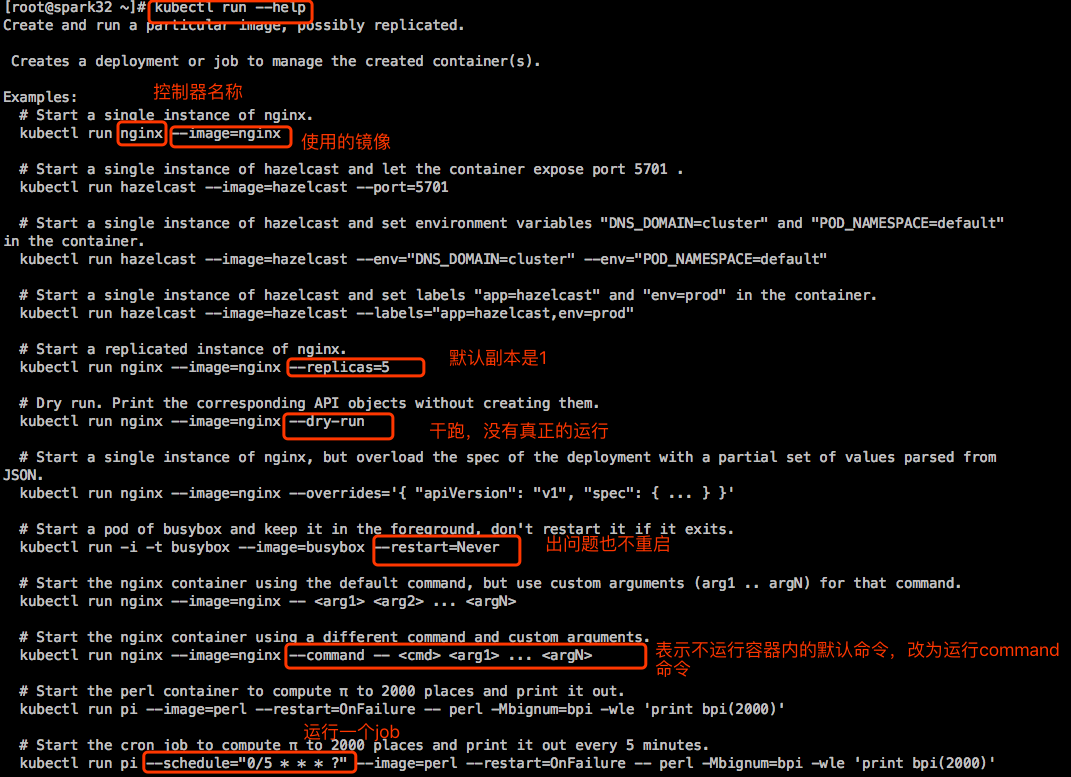 [root@spark32 ~]# kubectl run --help
Create and run a particular image, possibly replicated.
Creates a deployment or job to manage the created container(s).
控制器名称
Examples:
# Start a single instance of nginx.
kubectl run nginx --image=nginx
使用的镜像
# Start a single instance of hazelcast and let the container expose port 5701 .
kubectl run hazelcast --image=hazelcast --port=5701
# Start a single instance of hazelcast and set environment variables "DNS_DOMAIN=cluster" and "POD_NAMESPACE=default"
in the container.
kubectl run hazelcast --image=hazelcast --env="DNS_DOMAIN=cluster" --env="POD_NAMESPACE=default"
# Start a single instance of hazelcast and set labels "app=hazelcast" and "env=prod" in the container.
kubectl run hazelcast --image=hazelcast --labels="app=hazelcast,env=prod"
# Start a replicated instance of nginx.
kubectl run nginx --image=nginx --replicas=5
默认副本是1
# Dry run. Print the corresponding API objects without creating them.
kubectl run nginx --image=nginx --dry-run
干跑，没有真正的运行
# Start a single instance of nginx, but overload the spec of the deployment with a partial set of values parsed from
JSON.
kubectl run nginx --image=nginx --overrides='{ "apiVersion": "v1", "spec": { ... } }'
# Start a pod of busybox and keep it in the foreground, don't restart it if it exits.
kubectl run -i -t busybox --image=busybox --restart=Never
出问题也不重启
# Start the nginx container using the default command, but use custom arguments (arg1 .. argN) for that command.
kubectl run nginx --image=nginx -- <arg1> <arg2> ... <argN>
# Start the nginx container using a different command and custom arguments.
kubectl run nginx --image=nginx --command -- <cmd> <arg1> ... <argN>
表示不运行容器内的默认命令，改为运行command
命令
# Start the perl container to compute π to 2000 places and print it out.
kubectl run pi --image=perl --restart=OnFailure -- perl -Mbignum=bpi -wle 'print bpi(2000)'
运行一个job
# Start the cron job to compute π to 2000 places and print it out every 5 minutes.
kubectl run pi --schedule="0/5 * * * ?" --image=perl --restart=OnFailure -- perl -Mbignum=bpi -wle 'print bpi(2000)'